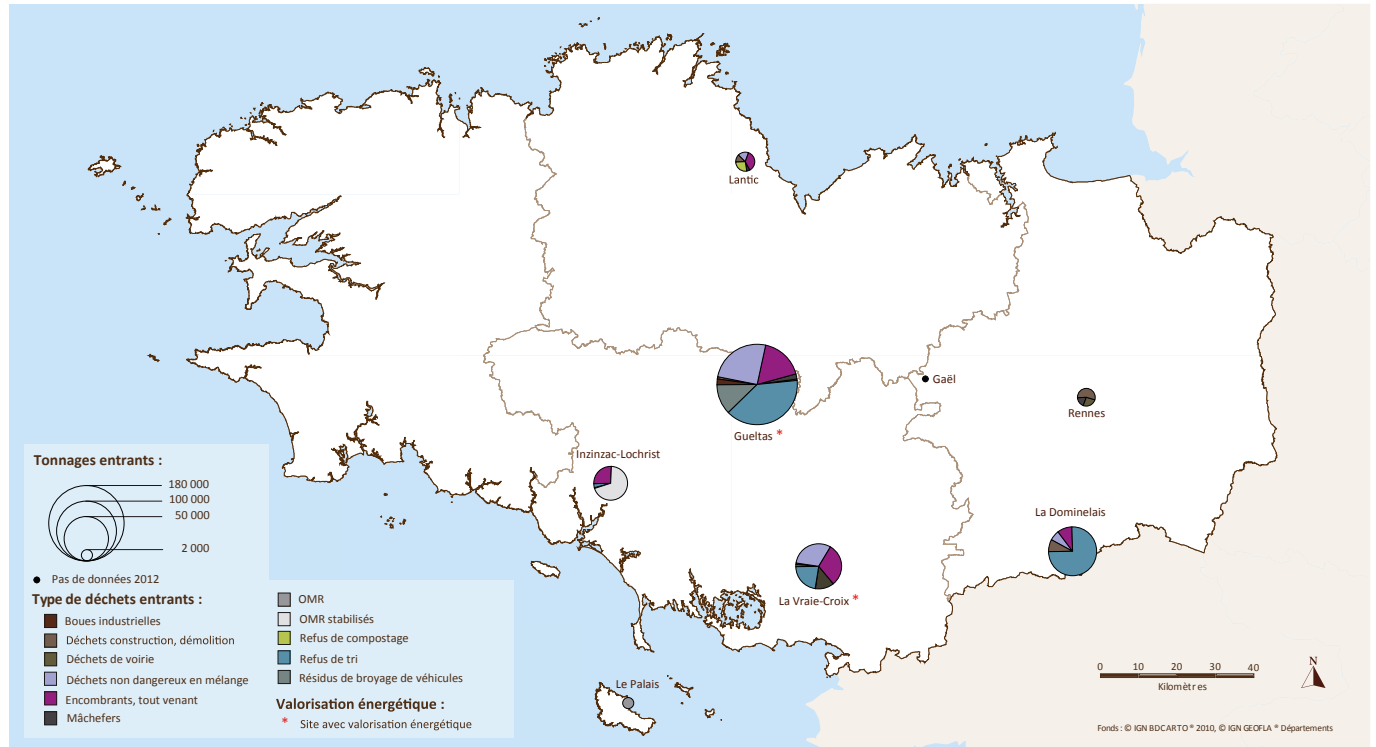 Lantic
Gaël
Rennes
Gueltas *
Inzinzac-Lochrist
La Dominelais
La Vraie-Croix *
Le Palais
Tonnages entrants :
180 000
100 000
50 000
2 000
Pas de données 2012
Type de déchets entrants :
Boues industrielles
Déchets construction, démolition
Déchets de voirie
Déchets non dangereux en mélange
Encombrants, tout venant
Mâchefers
OMR
OMR stabilisés
Refus de compostage
Refus de tri
Résidus de broyage de véhicules
Valorisation énergétique :
* Site avec valorisation énergétique
0 10 20 30 40
Kilomètres
N
Fonds : © IGN BDCARTO ® 2010, © IGN GEOFLA ® Départements